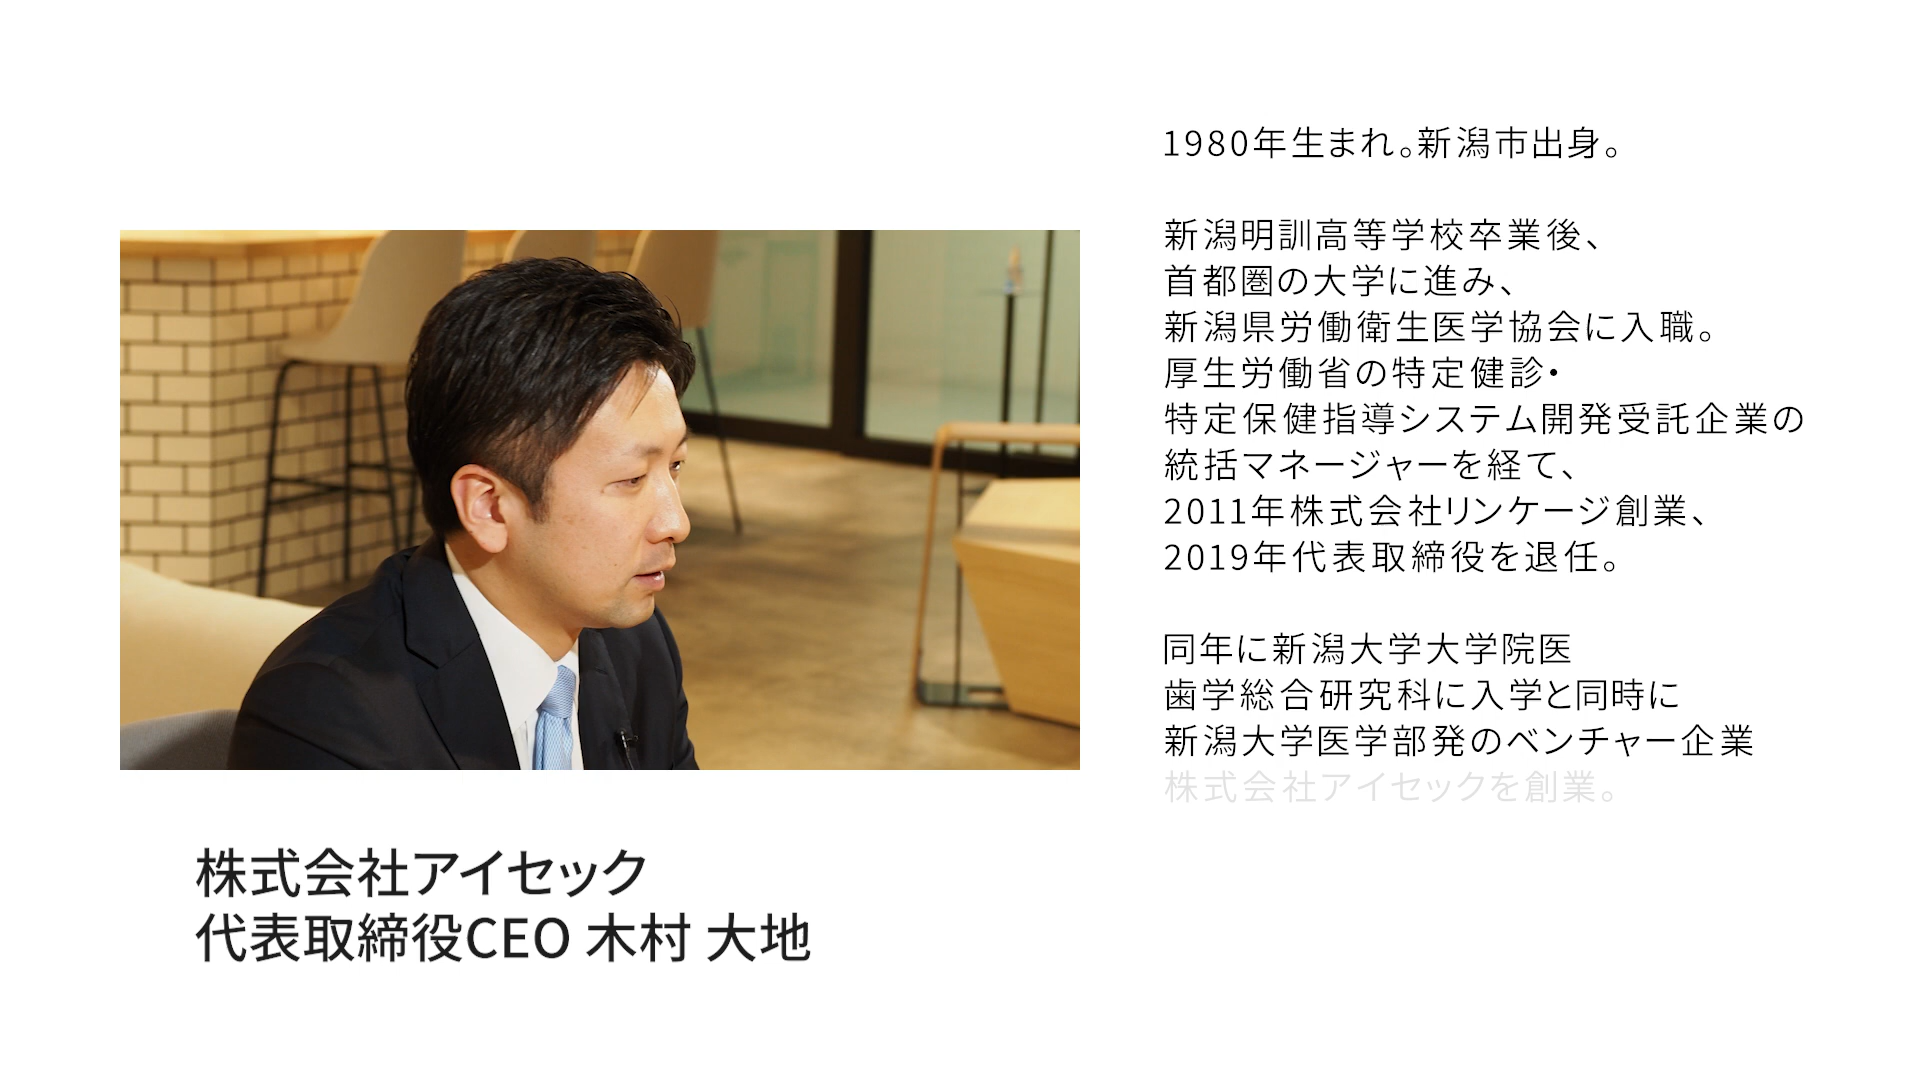 1980年生まれ。新潟市出身。
新潟明訓高等学校卒業後、
首都圏の大学に進み、
新潟県労働衛生医学協会に入職。
厚生労働省の特定健診・
特定保健指導システム開発受託企業の
統括マネージャーを経て、
2011年株式会社リンケージ創業、
2019年代表取締役を退任。
同年に新潟大学大学院医
歯学総合研究科に入学と同時に
新潟大学医学部発のベンチャー企業
株式会社アイセックを創業。
株式会社アイセック
代表取締役CEO 木村 大地